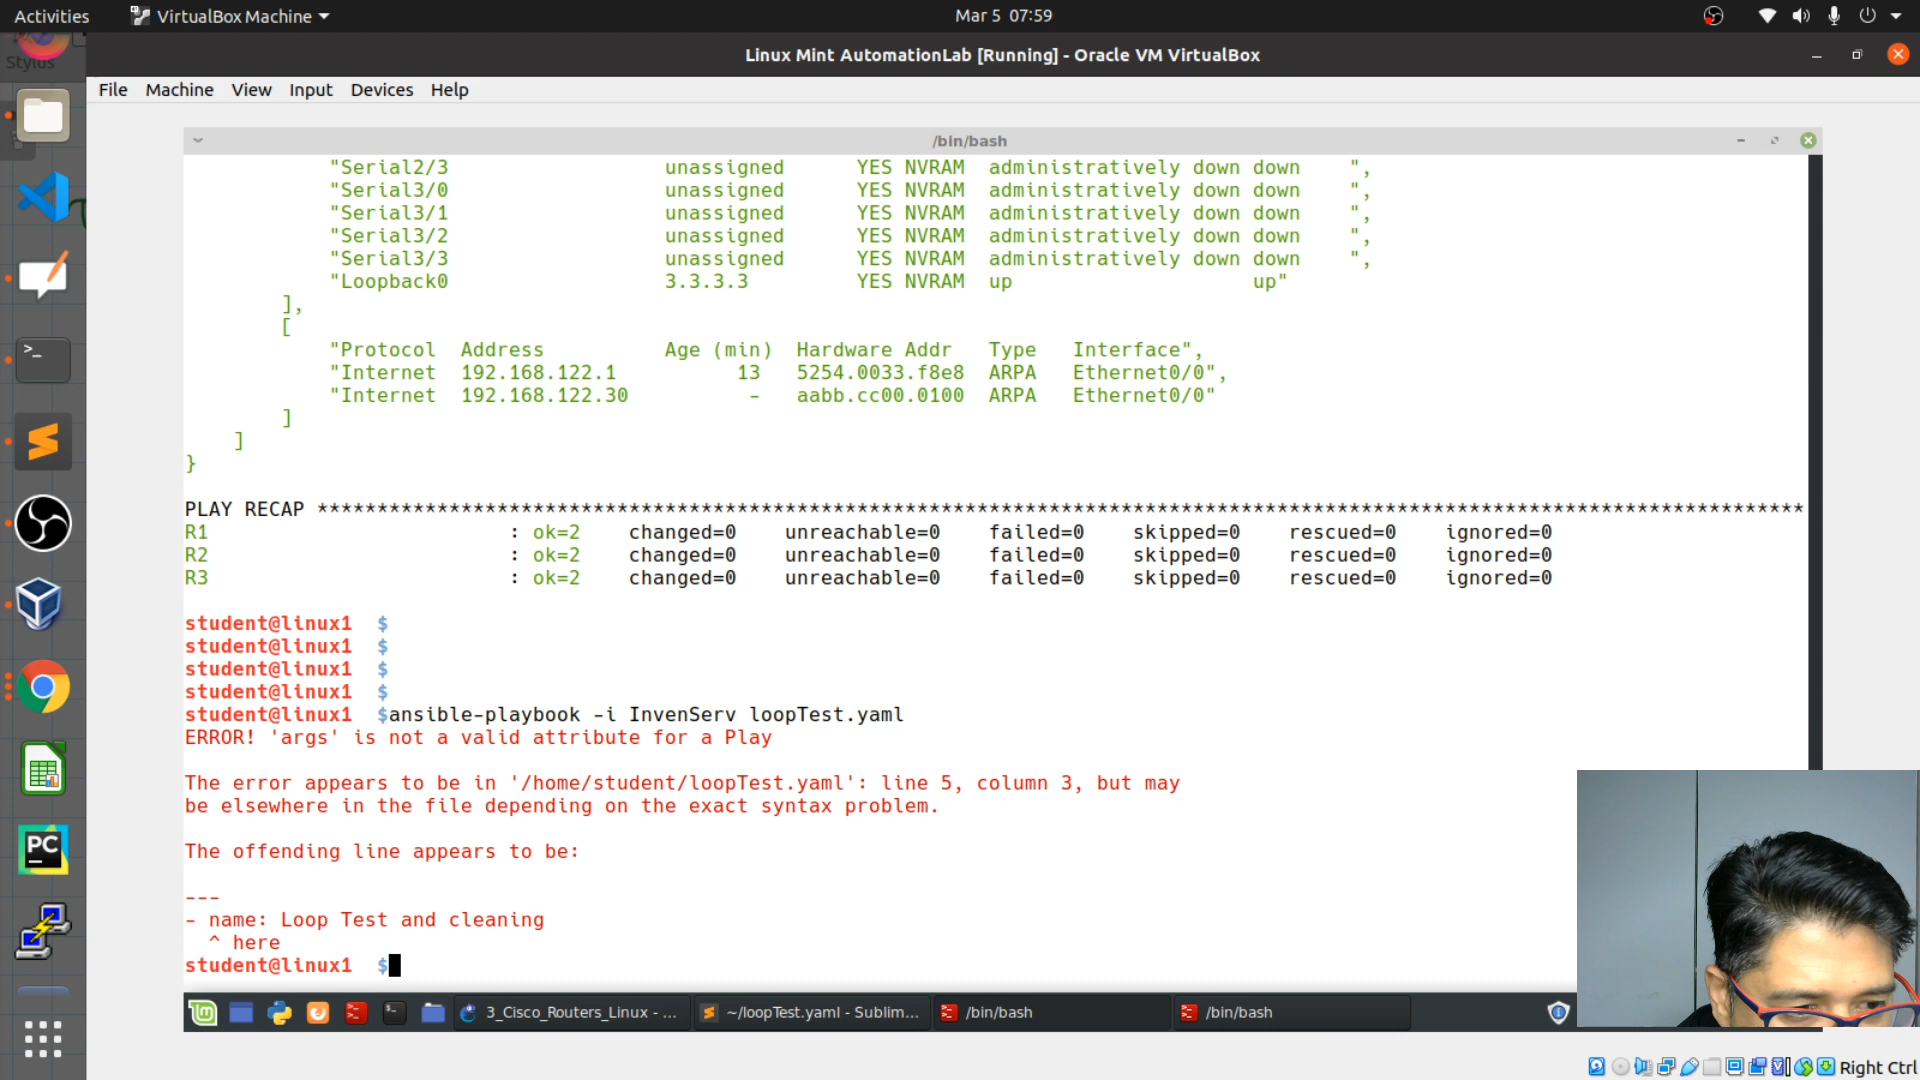 Activities
VirtualBox Machine
Mar 5 07:59
Linux Mint AutomationLab [Running] - Oracle VM VirtualBox
Stylus
File Machine View Input Devices Help
/bin/bash
"Serial2/3 unassigned YES NVRAM administratively down down ",
"Serial3/0 unassigned YES NVRAM administratively down down ",
"Serial3/1 unassigned YES NVRAM administratively down down ",
"Serial3/2 unassigned YES NVRAM administratively down down ",
"Serial3/3 unassigned YES NVRAM administratively down down ",
"Loopback0 3.3.3.3 YES NVRAM up up"
],
[
"Protocol Address Age (min) Hardware Addr Type Interface",
"Internet 192.168.122.1 13 5254.0033.f8e8 ARPA Ethernet0/0",
"Internet 192.168.122.30 - aabb.cc00.0100 ARPA Ethernet0/0"
]
]
}
PLAY RECAP ****************************************************************************************************************************
R1 : ok=2 changed=0 unreachable=0 failed=0 skipped=0 rescued=0 ignored=0
R2 : ok=2 changed=0 unreachable=0 failed=0 skipped=0 rescued=0 ignored=0
R3 : ok=2 changed=0 unreachable=0 failed=0 skipped=0 rescued=0 ignored=0
student@linux1 $
student@linux1 $
student@linux1 $
student@linux1 $
student@linux1 $ansible-playbook -i InvenServ loopTest.yaml
ERROR! 'args' is not a valid attribute for a Play
The error appears to be in '/home/student/loopTest.yaml': line 5, column 3, but may
be elsewhere in the file depending on the exact syntax problem.
The offending line appears to be:
---
- name: Loop Test and cleaning
^ here
student@linux1 $
3_Cisco_Routers_Linux - ...
~/loopTest.yaml - Sublim...
/bin/bash
/bin/bash
PC
Right Ctrl